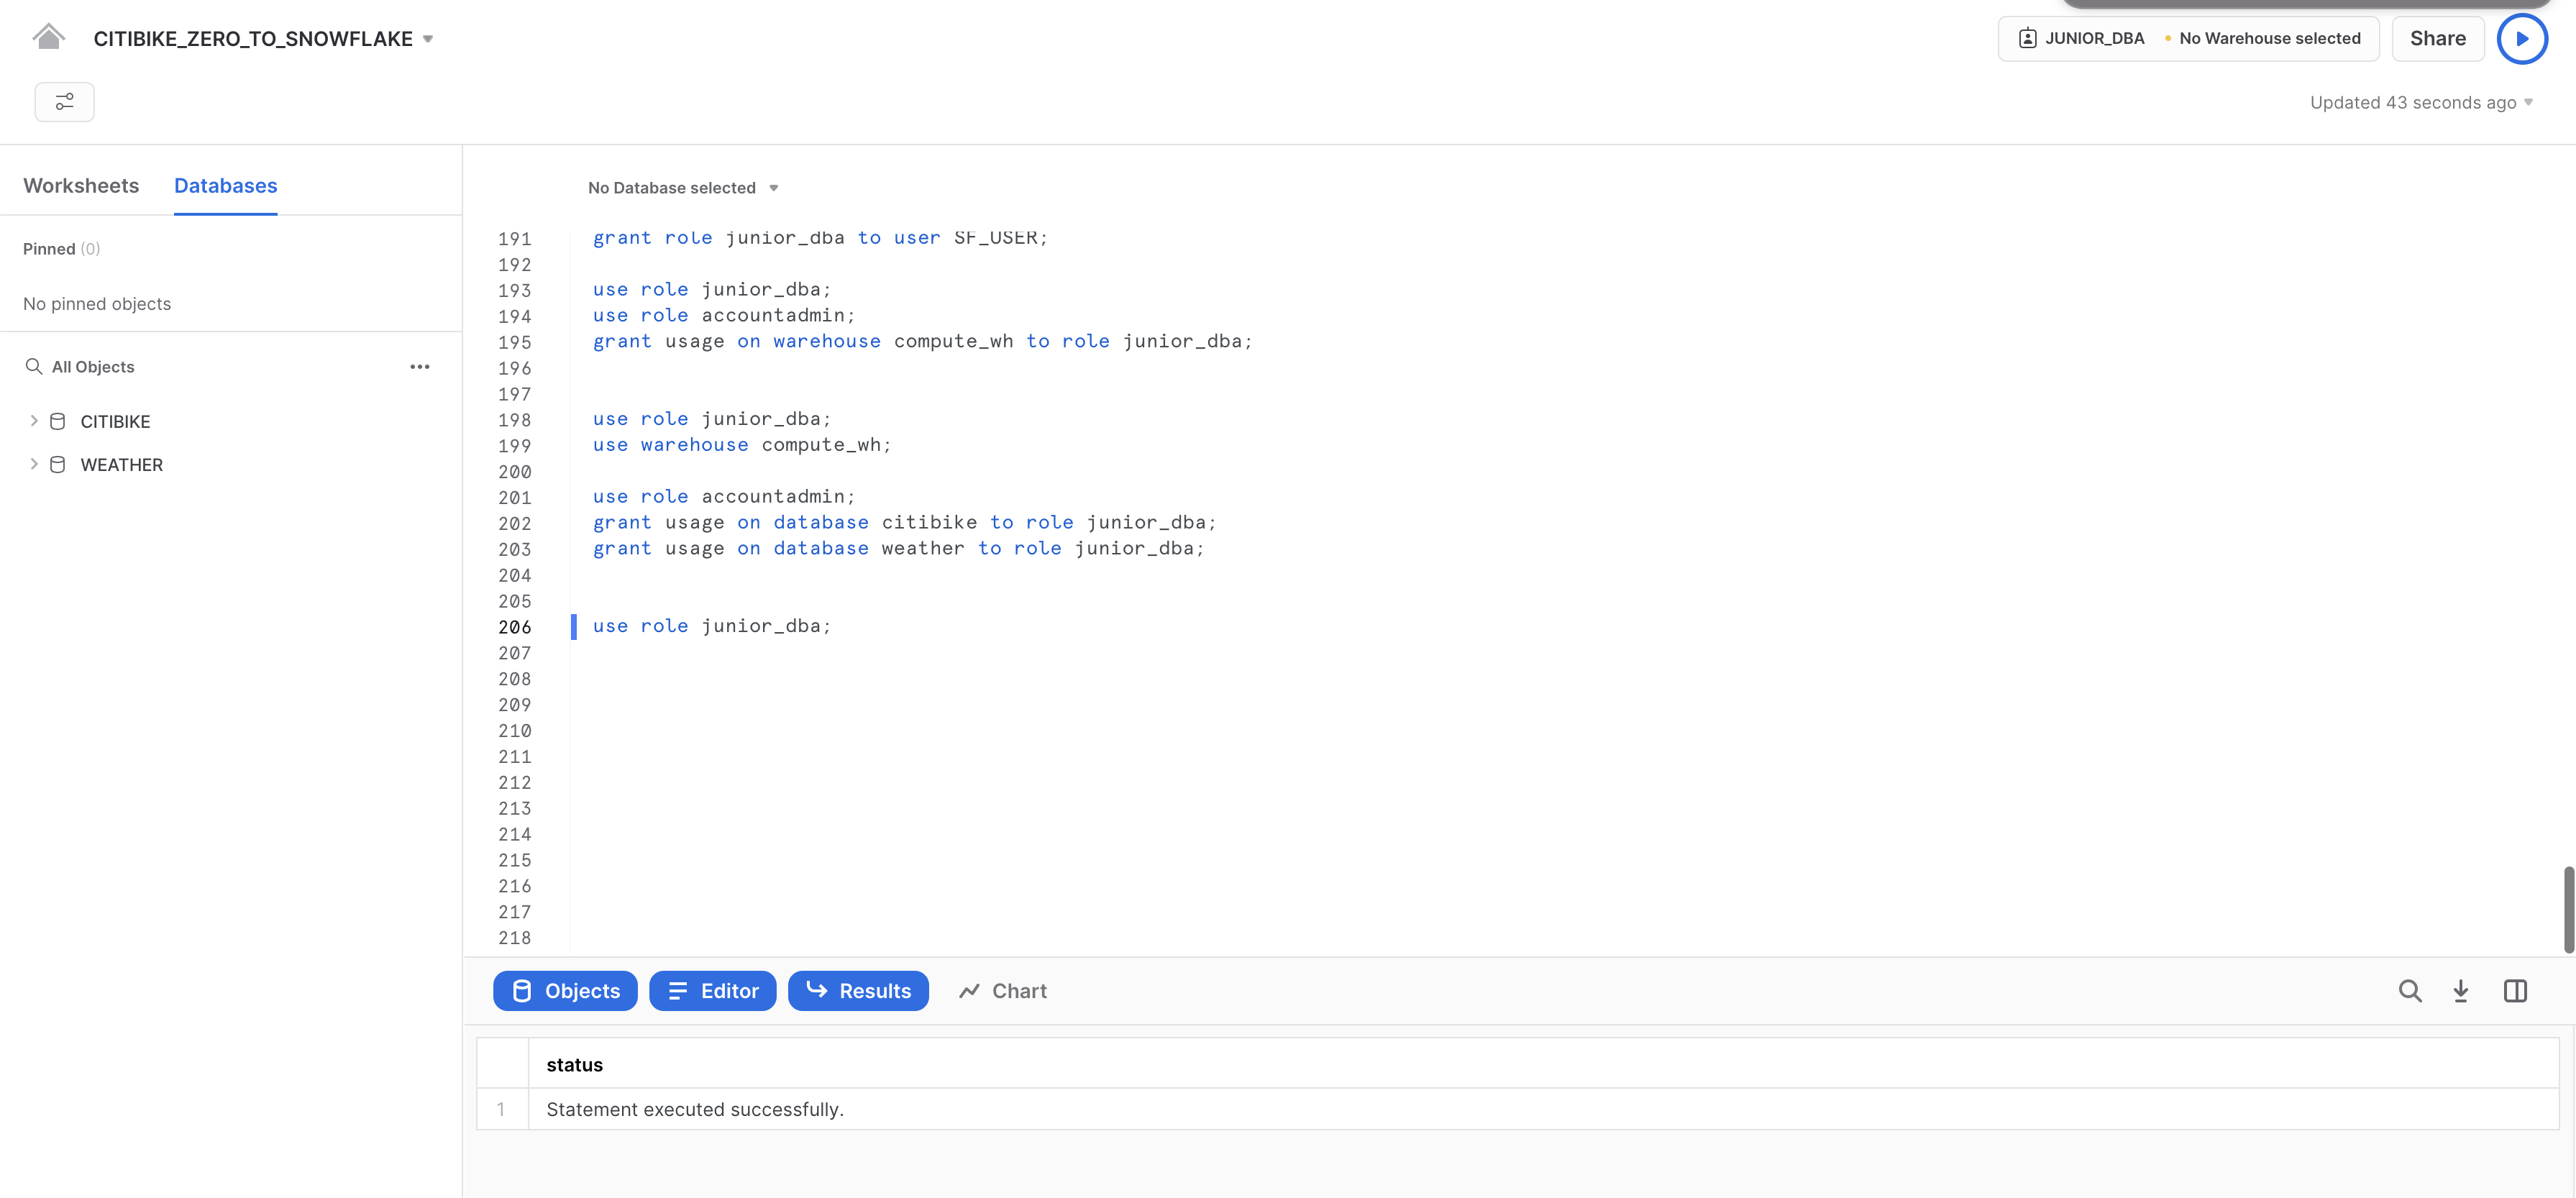 CITIBIKE_ZERO_TO_SNOWFLAKE
JUNIOR_DBA
No Warehouse selected
Share
Updated 43 seconds ago
Worksheets
Databases
Pinned (0)
No pinned objects
All Objects
CITIBIKE
WEATHER
No Database selected
191 grant role junior_dba to user SF_USER;
192
193 use role junior_dba;
194 use role accountadmin;
195 grant usage on warehouse compute_wh to role junior_dba;
196
197
198 use role junior_dba;
199 use warehouse compute_wh;
200
201 use role accountadmin;
202 grant usage on database citibike to role junior_dba;
203 grant usage on database weather to role junior_dba;
204
205
206 use role junior_dba;
207
208
209
210
211
212
213
214
215
216
217
218
Objects
Editor
Results
Chart
status
1 Statement executed successfully.